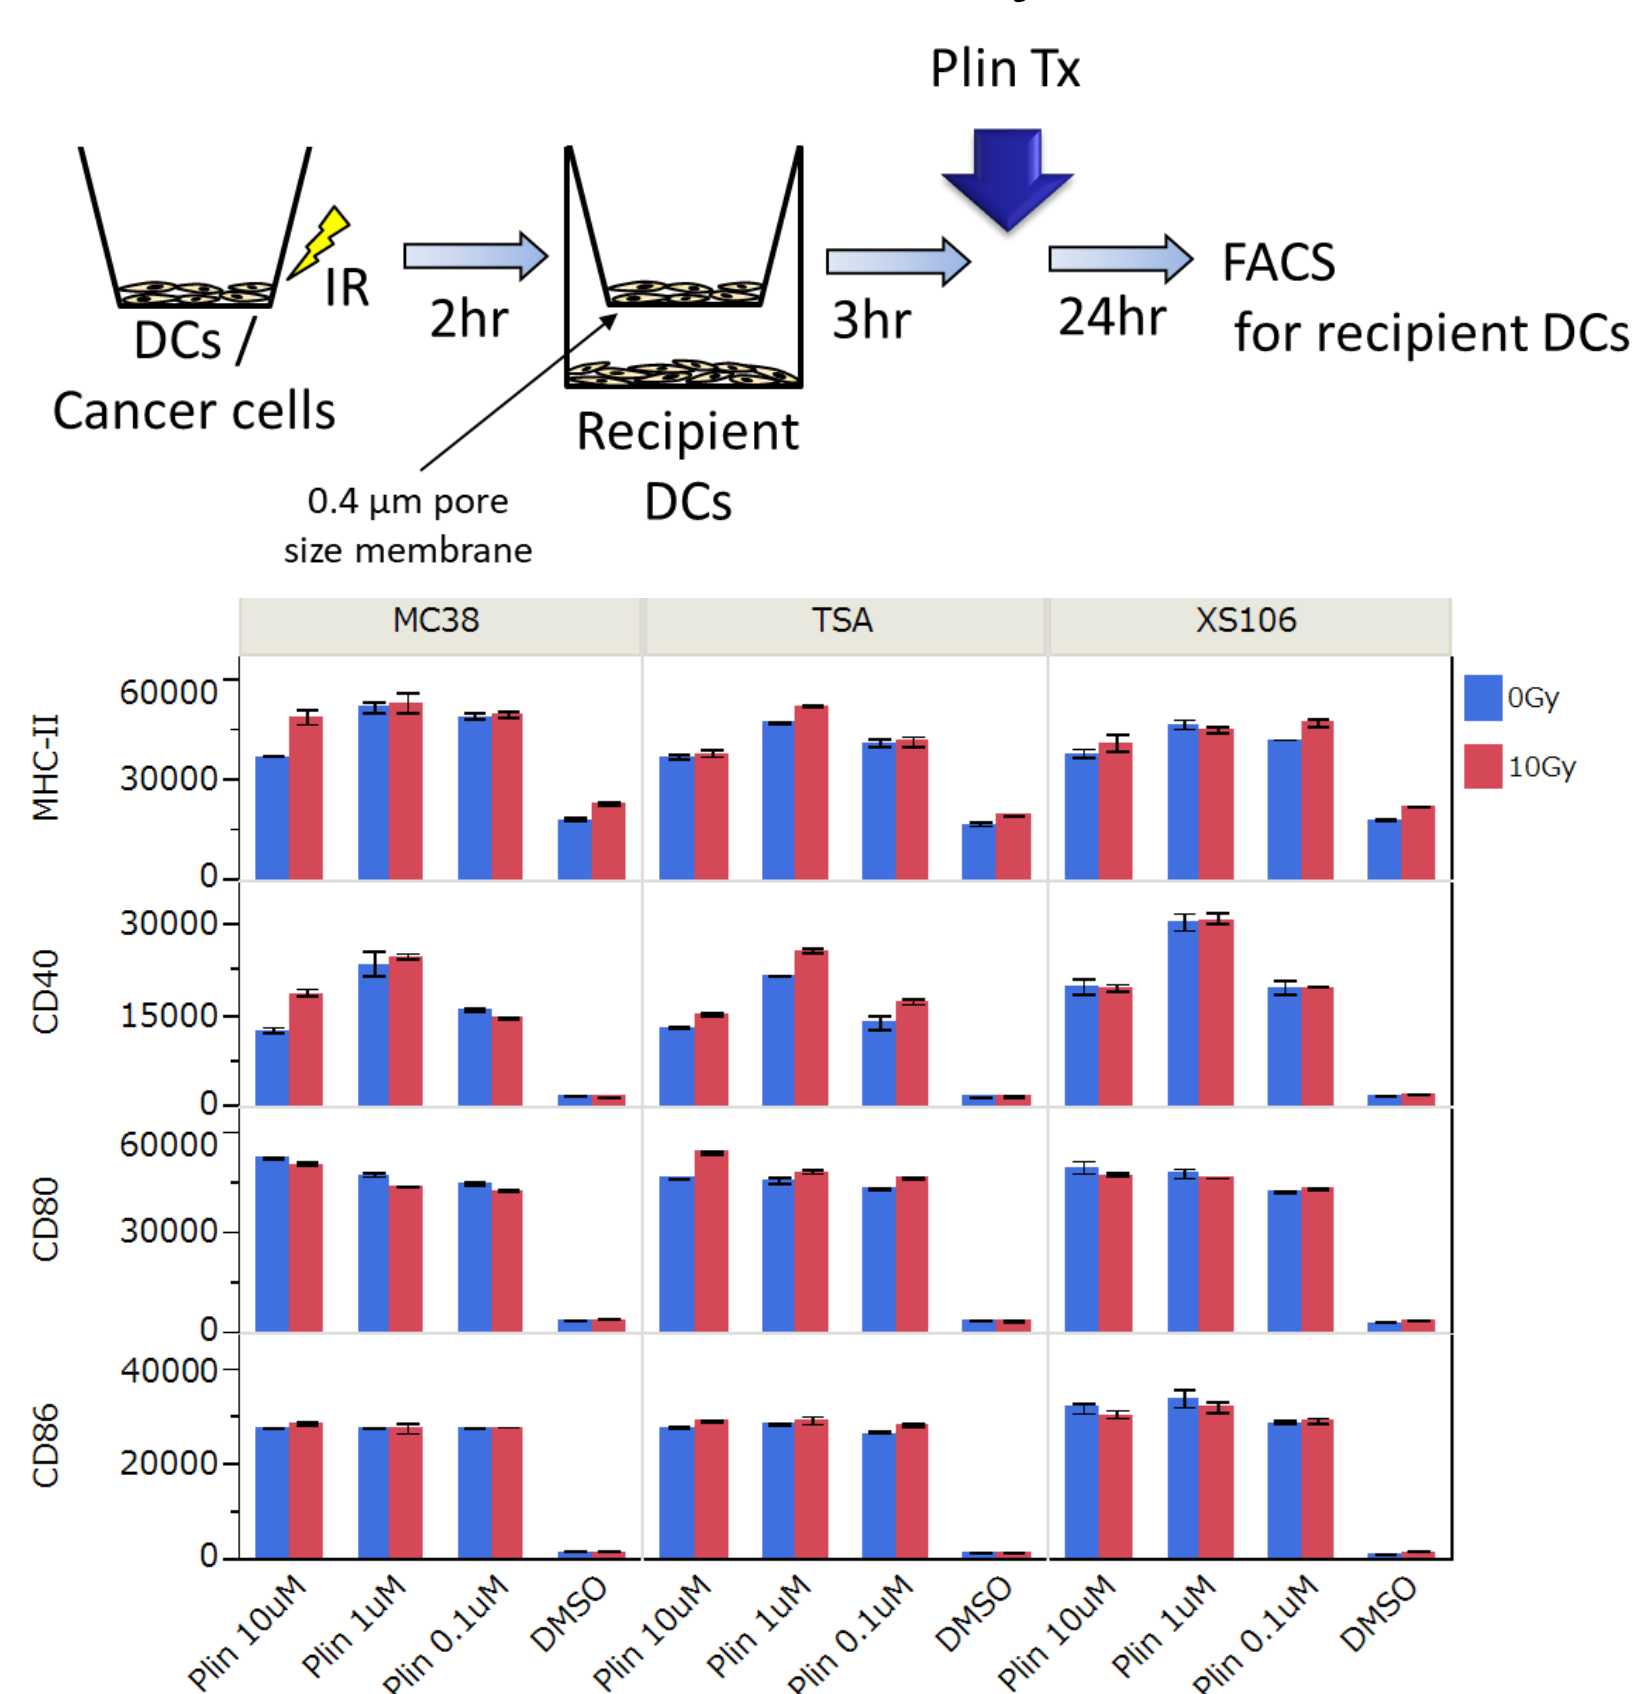 Plin Tx
IR
2hr
3hr
24hr
FACS
for recipient DCs
DCs /
Cancer cells
Recipient
DCs
0.4 µm pore
size membrane
MC38 TSA XS106
0Gy
10Gy
MHC-II
60000
30000
0
CD40
30000
15000
0
CD80
60000
30000
0
CD86
40000
20000
0
Plin 10uM Plin 1uM Plin 0.1uM DMSO Plin 10uM Plin 1uM Plin 0.1uM DMSO Plin 10uM Plin 1uM Plin 0.1uM DMSO